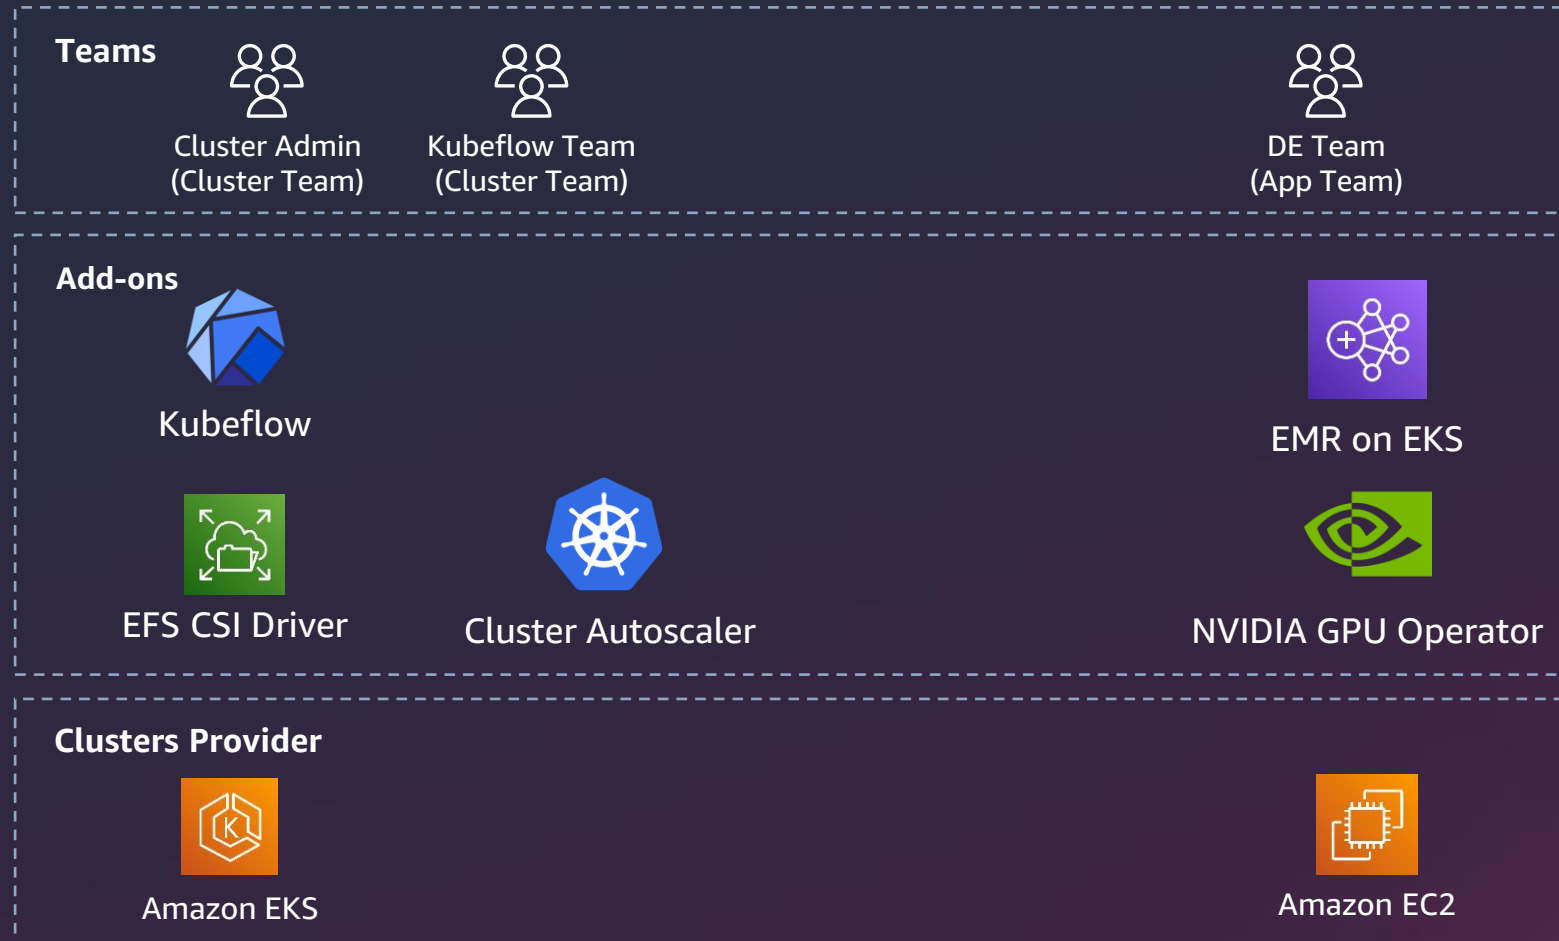 Teams
Cluster Admin
(Cluster Team)
Kubeflow Team
(Cluster Team)
DE Team
(App Team)
Add-ons
Kubeflow
EMR on EKS
EFS CSI Driver
Cluster Autoscaler
NVIDIA GPU Operator
Clusters Provider
K
Amazon EKS
Amazon EC2